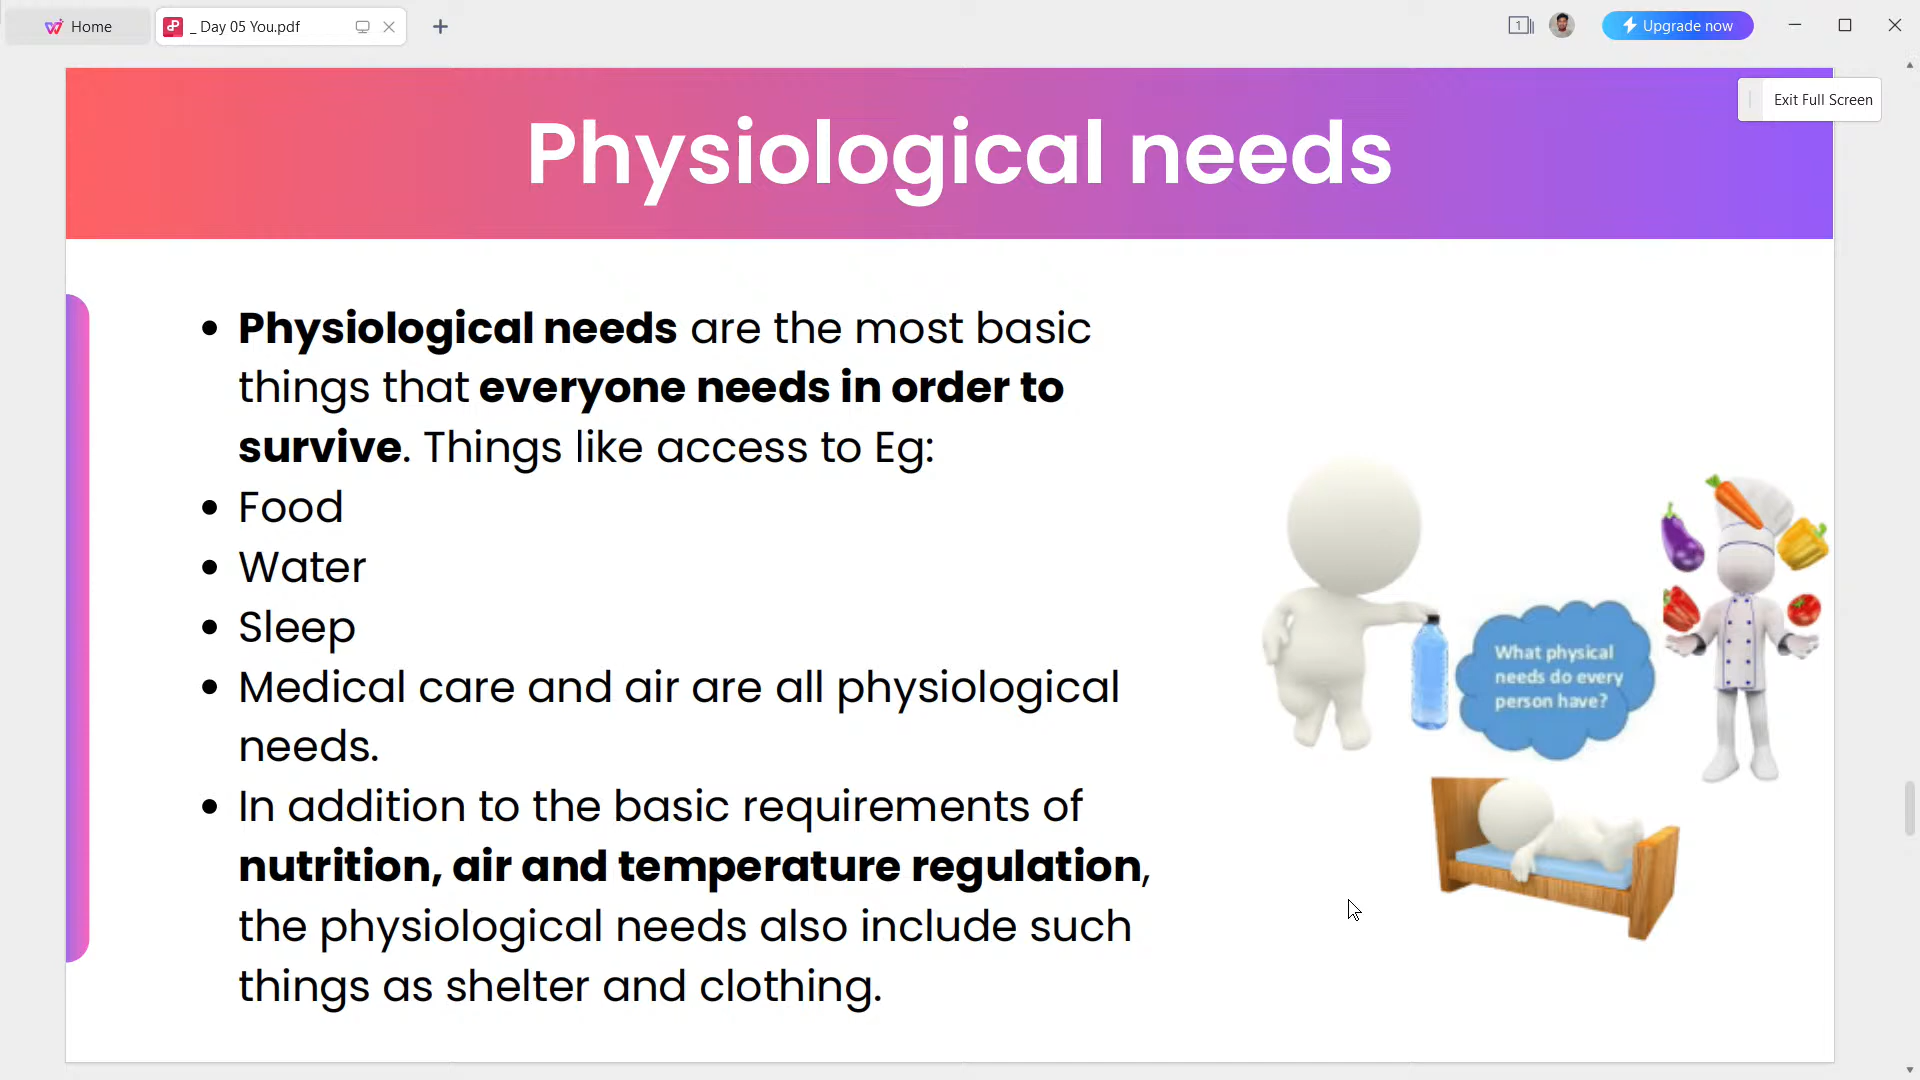 Home
_ Day 05 You.pdf
1
Upgrade now
Exit Full Screen
Physiological needs
• Physiological needs are the most basic
things that everyone needs in order to
survive. Things like access to Eg:
• Food
• Water
• Sleep
• Medical care and air are all physiological
needs.
• In addition to the basic requirements of
nutrition, air and temperature regulation,
the physiological needs also include such
things as shelter and clothing.
What physical
needs do every
person have?